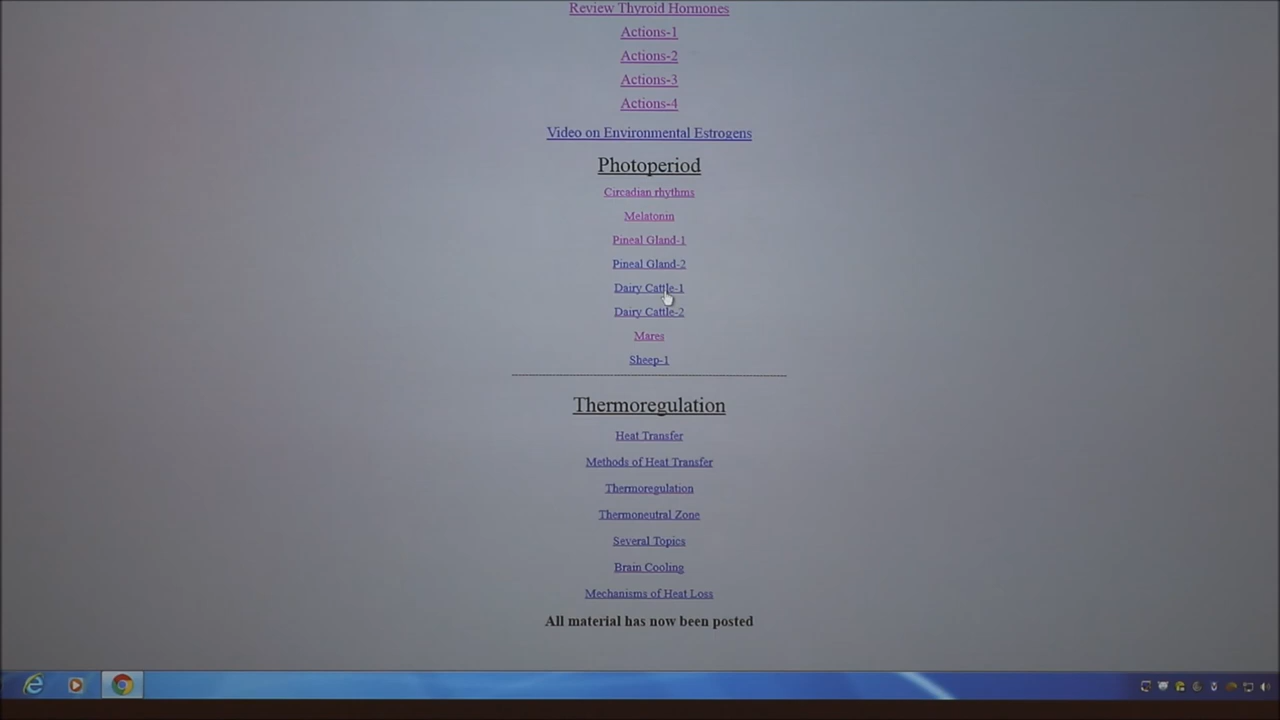 Review Thyroid Hormones
Actions-1
Actions-2
Actions-3
Actions-4
Video on Environmental Estrogens
Photoperiod
Circadian rhythms
Melatonin
Pineal Gland-1
Pineal Gland-2
Dairy Cattle-1
Dairy Cattle-2
Mares
Sheep-1
Thermoregulation
Heat Transfer
Methods of Heat Transfer
Thermoregulation
Thermoneutral Zone
Several Topics
Brain Cooling
Mechanisms of Heat Loss
All material has now been posted